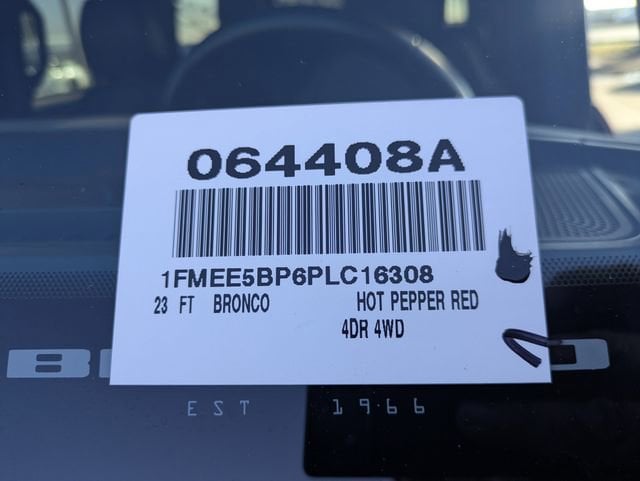 064408A
1FMEE5BP6PLC16308
23 FT BRONCO HOT PEPPER RED
4DR 4WD
EST 1966